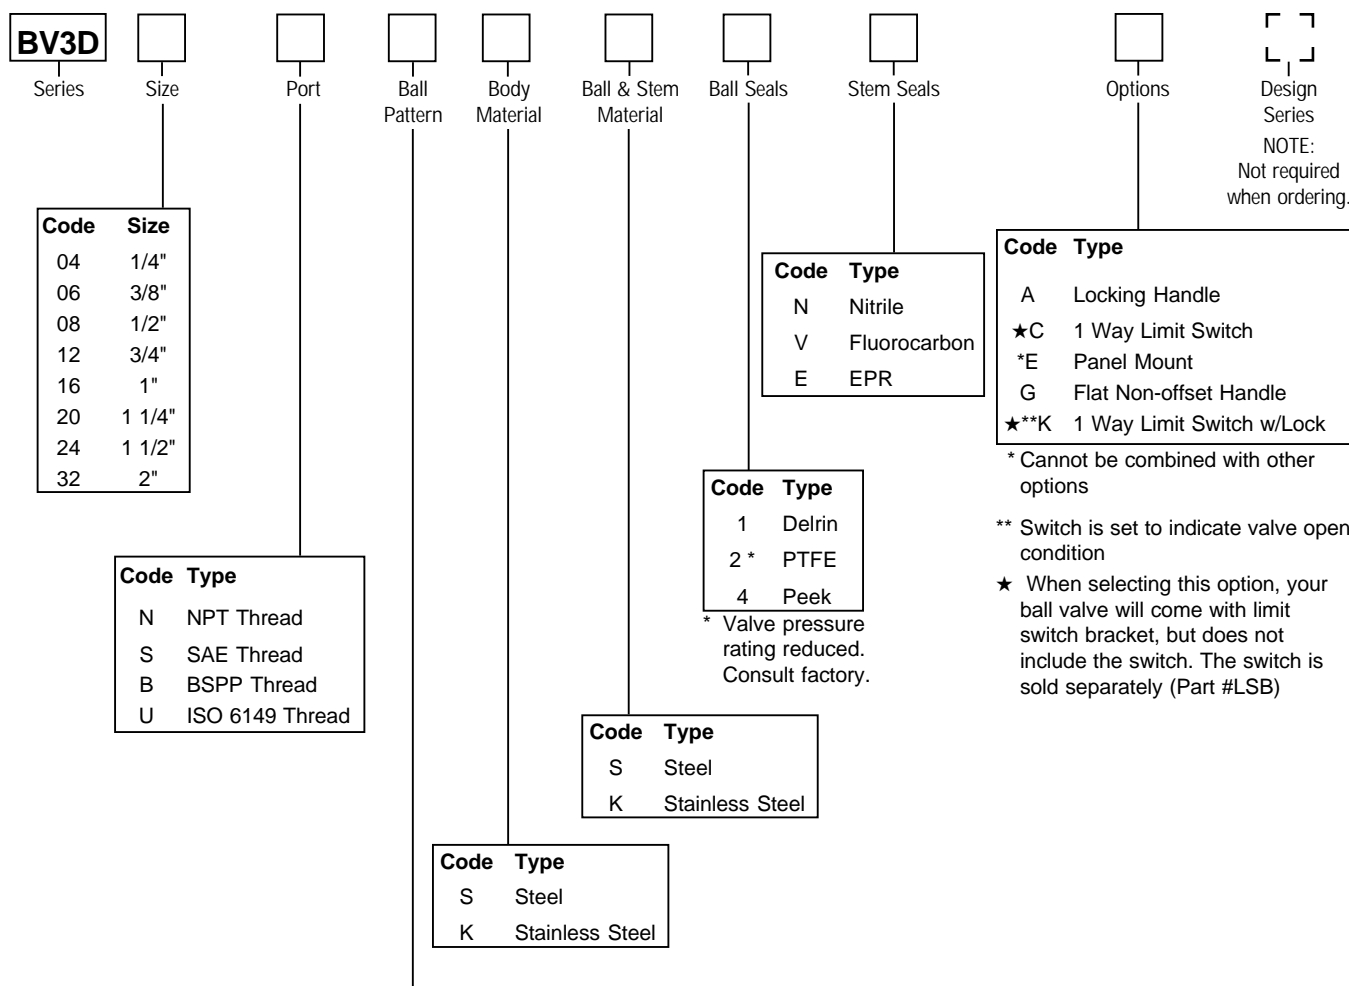 BV3D
Series
Size
Port
Ball
Pattern
Body
Material
Ball & Stem
Material
Ball Seals
Stem Seals
Options
Design
Series
NOTE:
Not required
when ordering.
Code Size
04 1/4"
06 3/8"
08 1/2"
12 3/4"
16 1"
20 1 1/4"
24 1 1/2"
32 2"
Code Type
N NPT Thread
S SAE Thread
B BSPP Thread
U ISO 6149 Thread
Code Type
S Steel
K Stainless Steel
Code Type
S Steel
K Stainless Steel
Code Type
1 Delrin
2 * PTFE
4 Peek
* Valve pressure
rating reduced.
Consult factory.
Code Type
N Nitrile
V Fluorocarbon
E EPR
Code Type
A Locking Handle
★C 1 Way Limit Switch
*E Panel Mount
G Flat Non-offset Handle
★**K 1 Way Limit Switch w/Lock
* Cannot be combined with other
options
** Switch is set to indicate valve open
condition
★ When selecting this option, your
ball valve will come with limit
switch bracket, but does not
include the switch. The switch is
sold separately (Part #LSB)